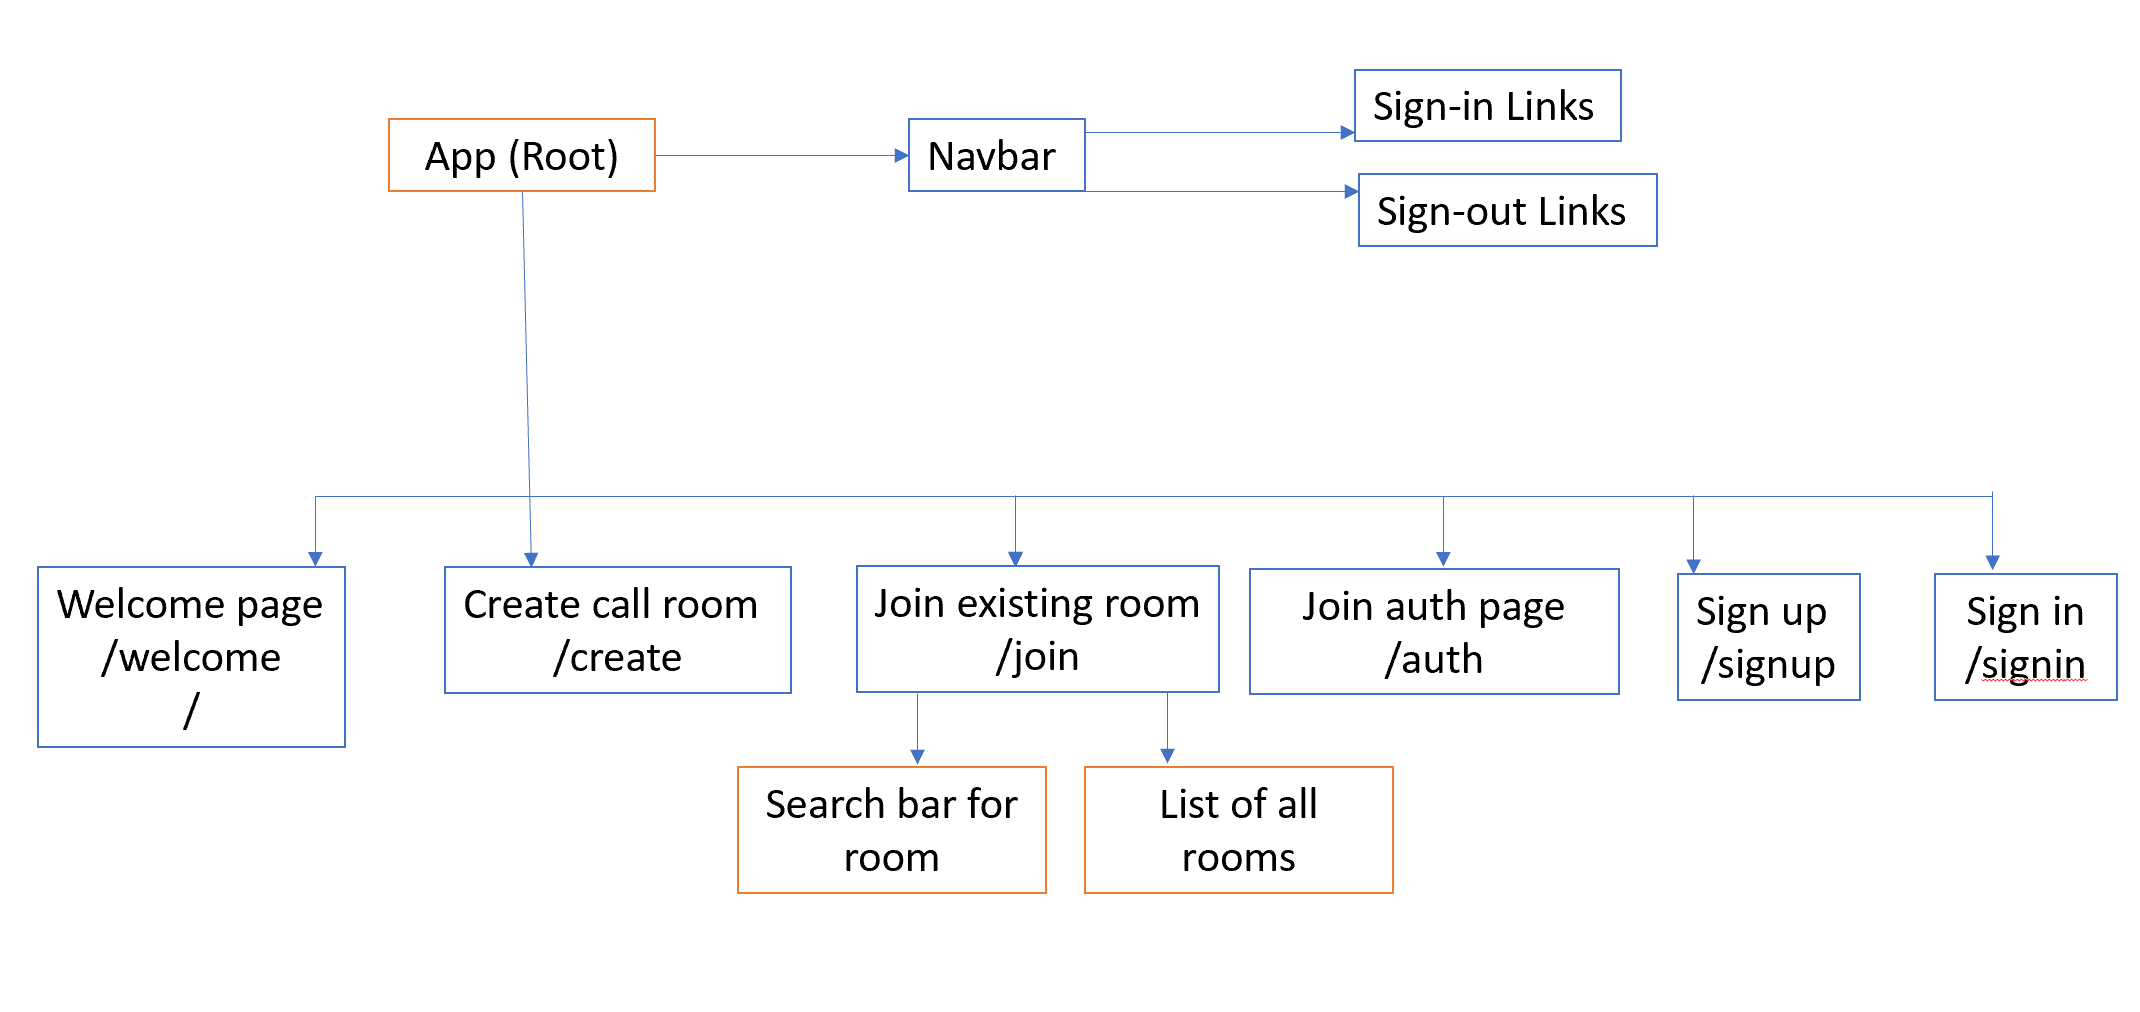 App (Root)
Navbar
Sign-in Links
Sign-out Links
Welcome page
/welcome
/
Create call room
/create
Join existing room
/join
Join auth page
/auth
Sign up
/signup
Sign in
/signin
Search bar for
room
List of all
rooms